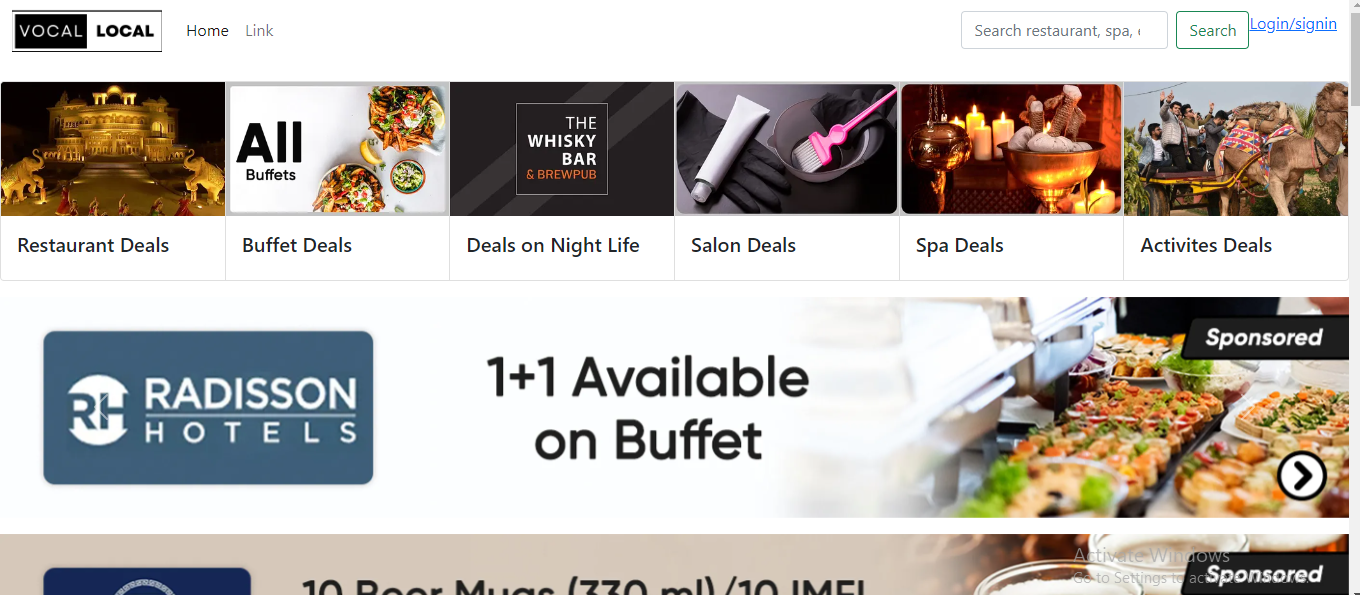 VOCAL LOCAL
Home
Link
Search restaurant, spa,
Search
Login/signin
All
Buffets
THE
WHISKY
BAR
& BREWPUB
Restaurant Deals
Buffet Deals
Deals on Night Life
Salon Deals
Spa Deals
Activites Deals
Sponsored
RH
RADISSON
HOTELS
1+1 Available
on Buffet
Activate Windows
Go to Settings to activate Windows.
Sponsored
10 Beer Mugs (330 ml)/10 IMFL